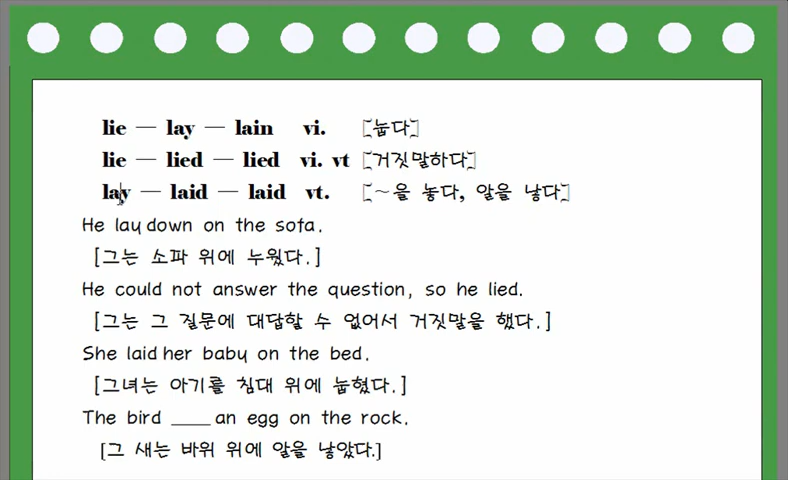 lie — lay — lain vi. [눕다]
lie — lied — lied vi. vt [거짓말하다]
lay — laid — laid vt. [~을 놓다, 알을 낳다]
He lay down on the sofa.
[그는 소파 위에 누웠다.]
He could not answer the question, so he lied.
[그는 그 질문에 대답할 수 없어서 거짓말을 했다.]
She laid her baby on the bed.
[그녀는 아기를 침대 위에 눕혔다.]
The bird ____ an egg on the rock.
[그 새는 바위 위에 알을 낳았다.]